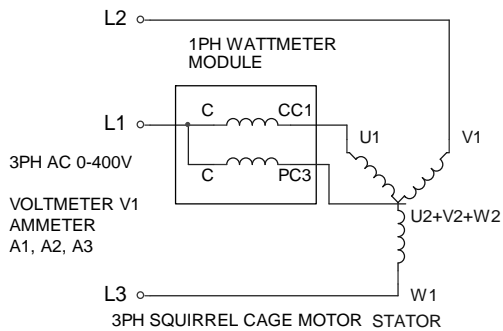 L2
1PH WATTMETER
MODULE
C CC1
L1
U1 V1
3PH AC 0-400V
C PC3
VOLTMETER V1
AMMETER
A1, A2, A3
U2+V2+W2
L3
W1
3PH SQUIRREL CAGE MOTOR STATOR